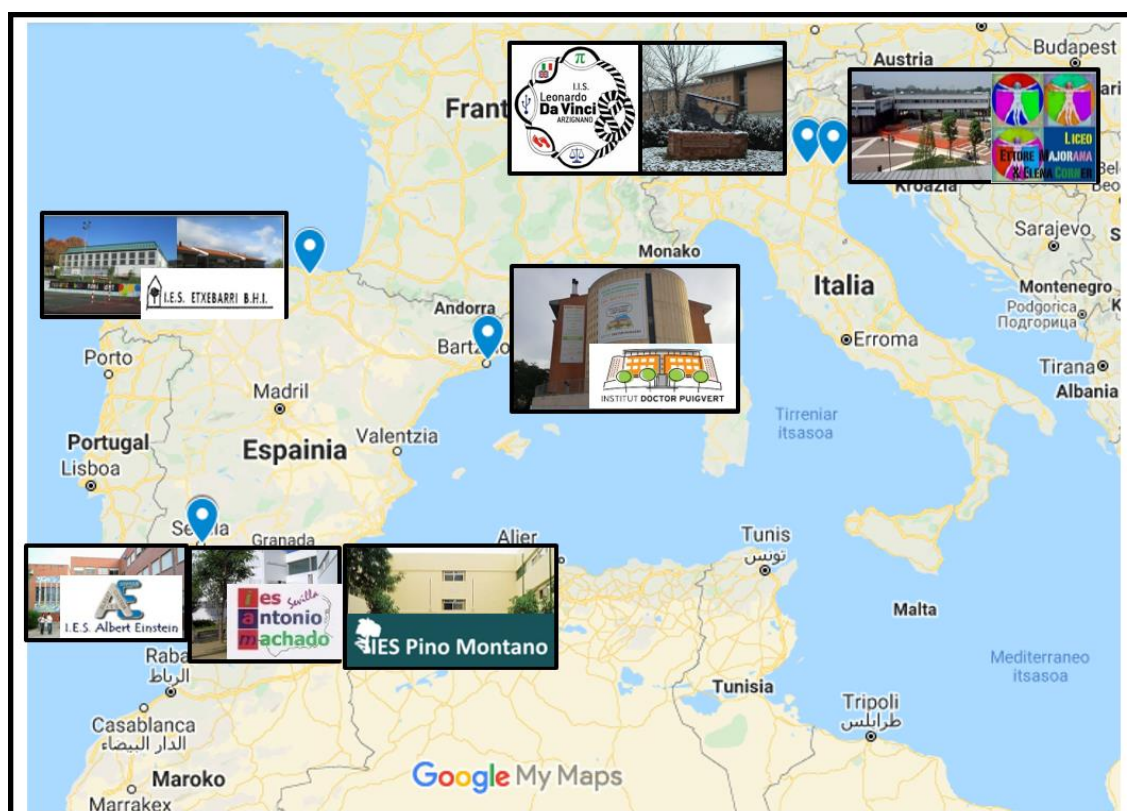 Austria
Budapest
Frant
I.I.S.
Leonardo
Da Vinci
ARZIGNANO
π
LICEO
ETTORE MAJORANA
& ELENA CORNER
Kroazia
Sarajevo
Monako
Italia
Montenegro
Podgorica
Подгорица
I.E.S. ETXEBARRI B.H.I.
Andorra
Porto
Erroma
Tirana
Albania
Madril
INSTITUT DOCTOR PUIGVERT
Tirreniar
itsasoa
Portugal
Espainia
Valentzia
Lisboa
Granada
Aljer
Tunis
تونس
I.E.S. Albert Einstein
ies Sevilla
antonio
machado
IES Pino Montano
Malta
Mediterraneo
itsasoa
الرباط
Tunisia
Tripoli
طرابلس
Casablanca
الدار البيضاء
Maroko
Google My Maps
Marrakex